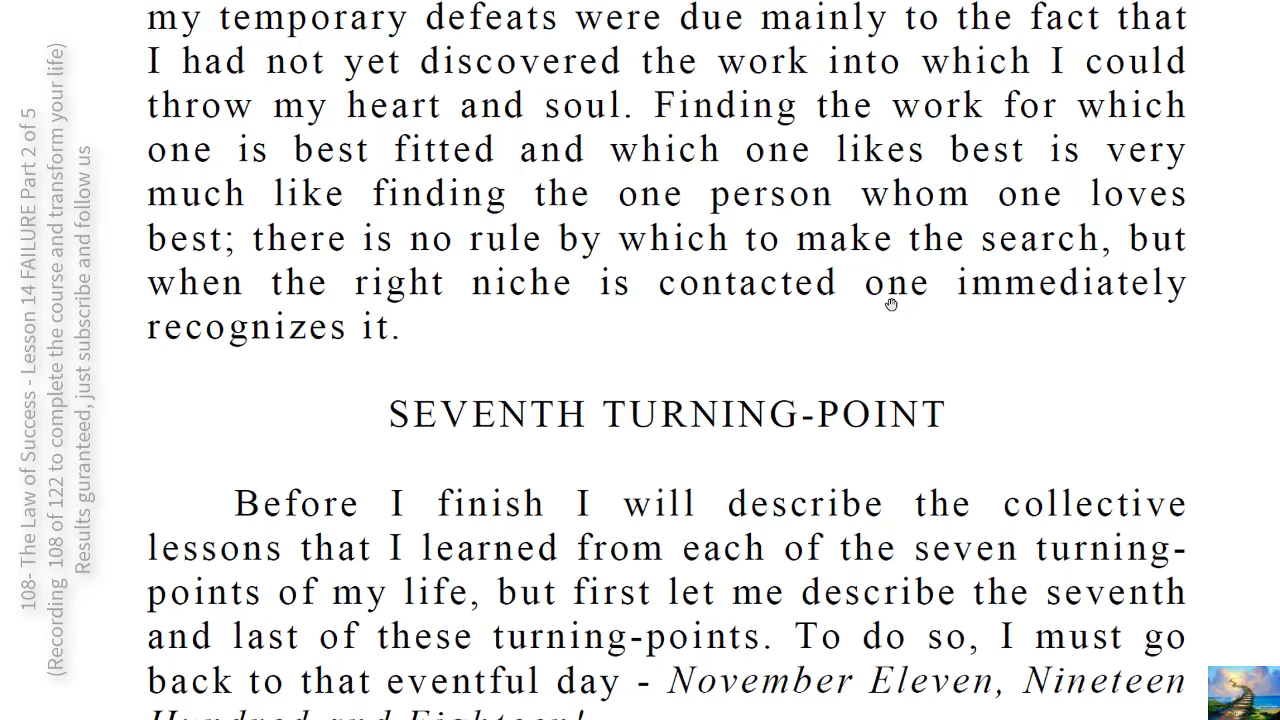 my temporary defeats were due mainly to the fact that
I had not yet discovered the work into which I could
throw my heart and soul. Finding the work for which
one is best fitted and which one likes best is very
much like finding the one person whom one loves
best; there is no rule by which to make the search, but
when the right niche is contacted one immediately
recognizes it.
SEVENTH TURNING-POINT
Before I finish I will describe the collective
lessons that I learned from each of the seven turning-
points of my life, but first let me describe the seventh
and last of these turning-points. To do so, I must go
back to that eventful day - November Eleven, Nineteen
Hundred and Eighteen!
108- The Law of Success - Lesson 14 FAILURE Part 2 of 5
(Recording 108 of 122 to complete the course and transform your life)
Results guranteed, just subscribe and follow us